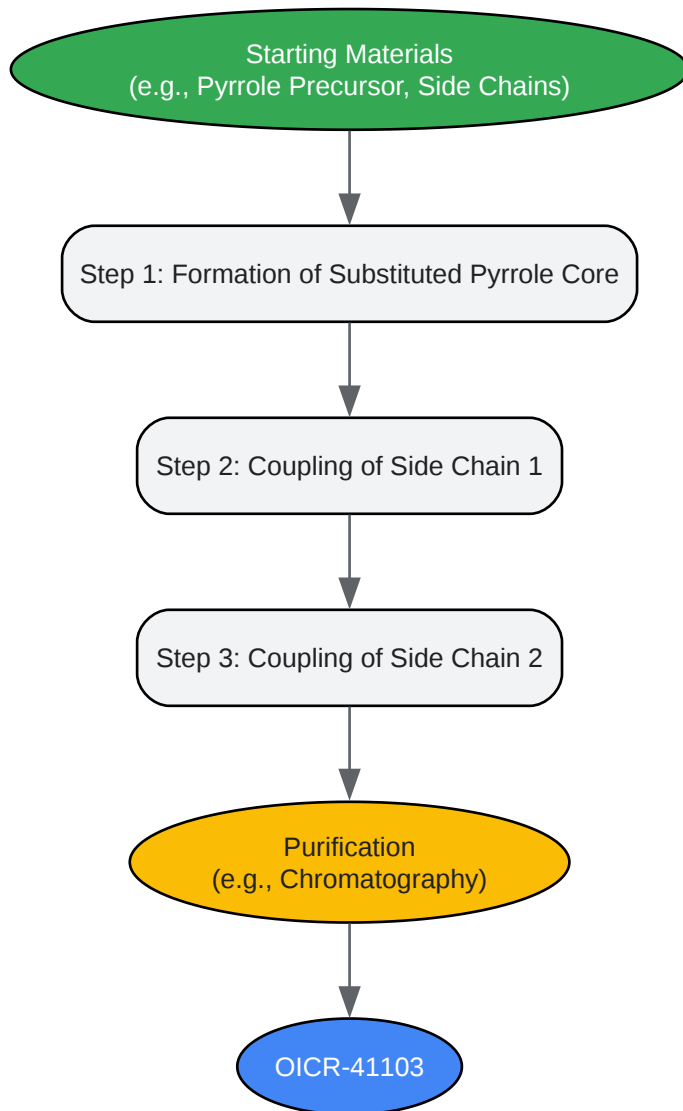 Starting Materials
(e.g., Pyrrole Precursor, Side Chains)
Step 1: Formation of Substituted Pyrrole Core
Step 2: Coupling of Side Chain 1
Step 3: Coupling of Side Chain 2
Purification
(e.g., Chromatography)
OICR-41103